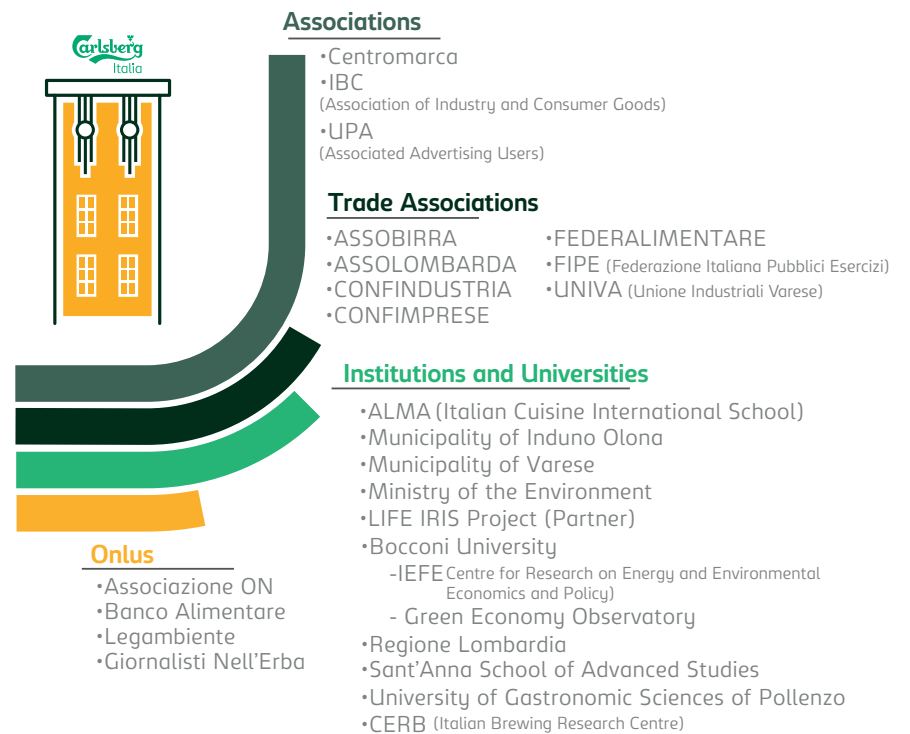 Carlsberg
Italia
Associations
•Centromarca
•IBC
(Association of Industry and Consumer Goods)
•UPA
(Associated Advertising Users)
Trade Associations
•ASSOBIRRA
•ASSOLOMBARDA
•CONFINDUSTRIA
•CONFIMPRESE
•FEDERALIMENTARE
•FIPE (Federazione Italiana Pubblici Esercizi)
•UNIVA (Unione Industriali Varese)
Institutions and Universities
•ALMA (Italian Cuisine International School)
•Municipality of Induno Olona
•Municipality of Varese
•Ministry of the Environment
•LIFE IRIS Project (Partner)
•Bocconi University
-IEFE Centre for Research on Energy and Environmental
Economics and Policy)
- Green Economy Observatory
•Regione Lombardia
•Sant'Anna School of Advanced Studies
•University of Gastronomic Sciences of Pollenzo
•CERB (Italian Brewing Research Centre)
Onlus
•Associazione ON
•Banco Alimentare
•Legambiente
•Giornalisti Nell'Erba